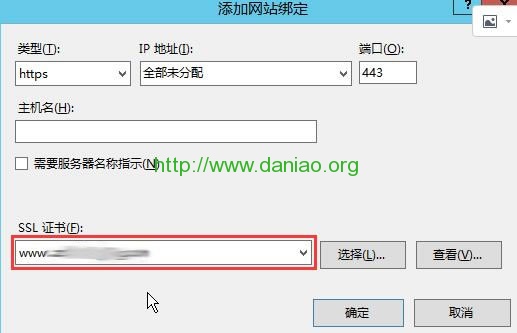 添加网站绑定
类型(T): IP 地址(I): 端口(O):
https 全部未分配 443
主机名(H):
需要服务器名称指示(N)
http://www.daniao.org
SSL 证书(F):
www 选择(L)... 查看(V)...
确定 取消